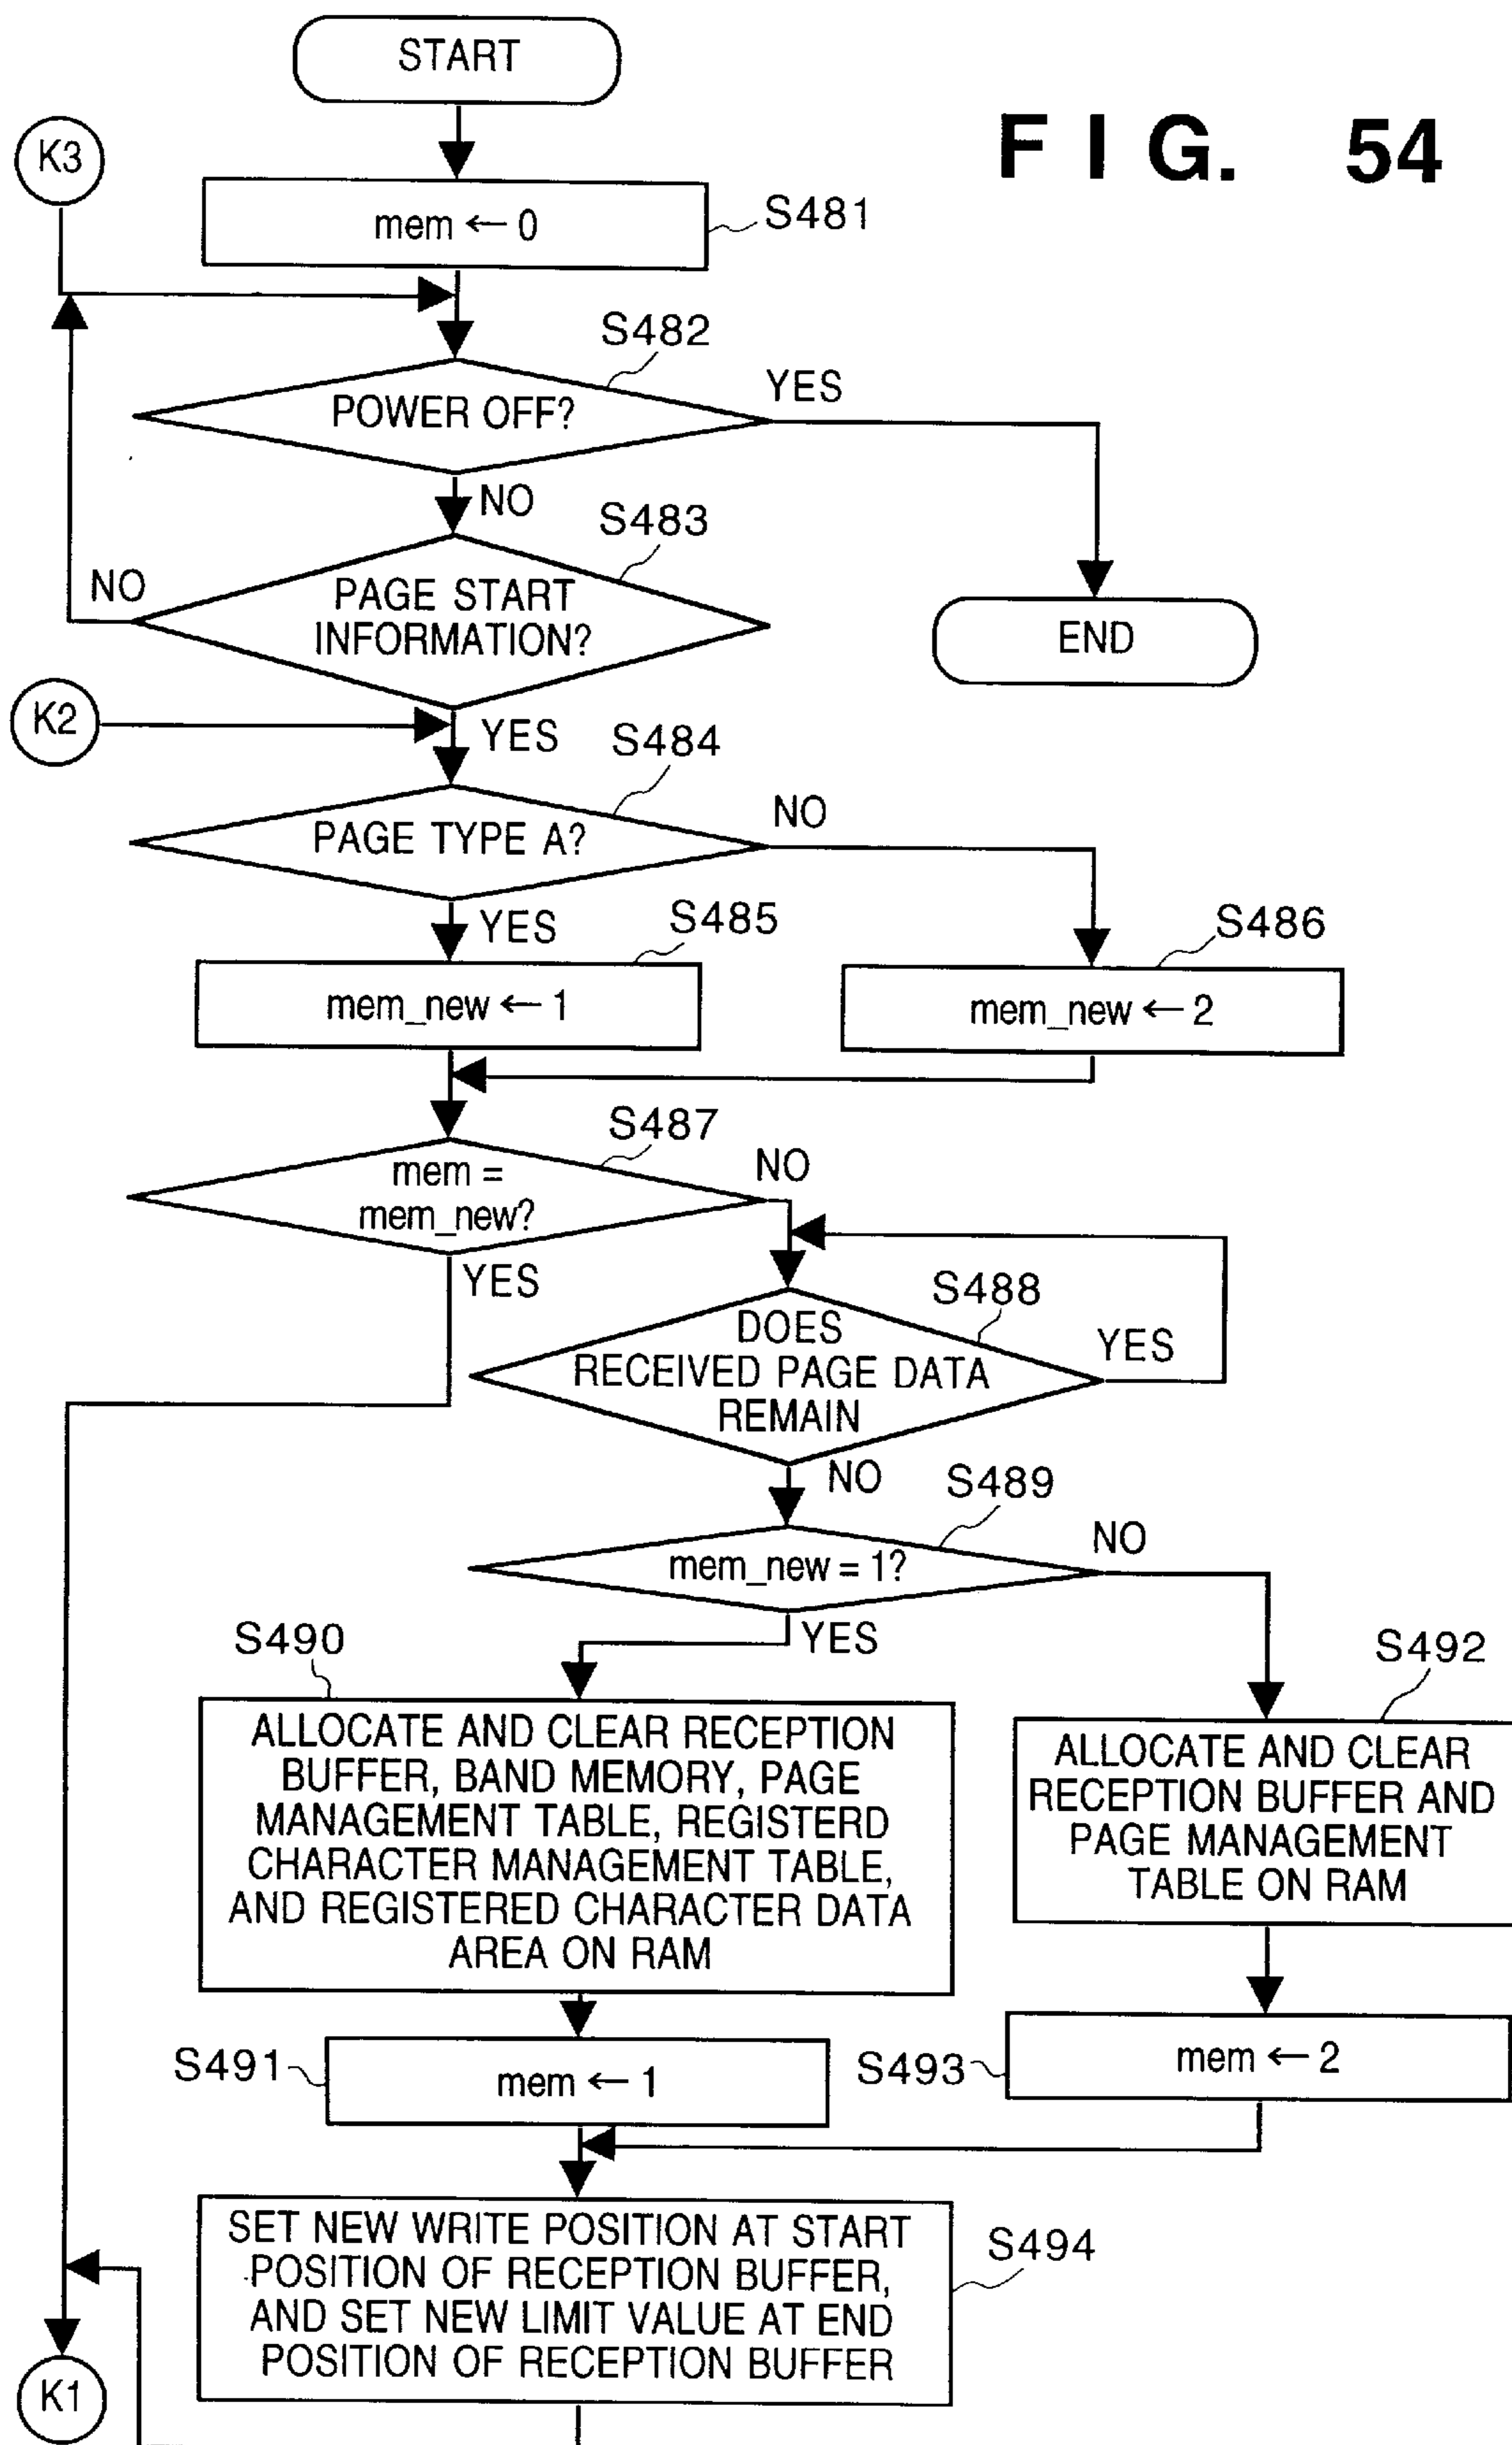 START
F I G. 54
K3
mem ← 0
S481
S482
POWER OFF?
YES
NO
S483
NO
PAGE START
INFORMATION?
END
K2
YES
S484
PAGE TYPE A?
NO
YES
S485
S486
mem_new ← 1
mem_new ← 2
S487
mem =
mem_new?
NO
YES
S488
DOES
RECEIVED PAGE DATA
REMAIN
YES
NO
S489
mem_new = 1?
NO
YES
S490
S492
ALLOCATE AND CLEAR RECEPTION
BUFFER, BAND MEMORY, PAGE
MANAGEMENT TABLE, REGISTERD
CHARACTER MANAGEMENT TABLE,
AND REGISTERED CHARACTER DATA
AREA ON RAM
ALLOCATE AND CLEAR
RECEPTION BUFFER AND
PAGE MANAGEMENT
TABLE ON RAM
S491
mem ← 1
S493
mem ← 2
SET NEW WRITE POSITION AT START
POSITION OF RECEPTION BUFFER,
AND SET NEW LIMIT VALUE AT END
POSITION OF RECEPTION BUFFER
S494
K1